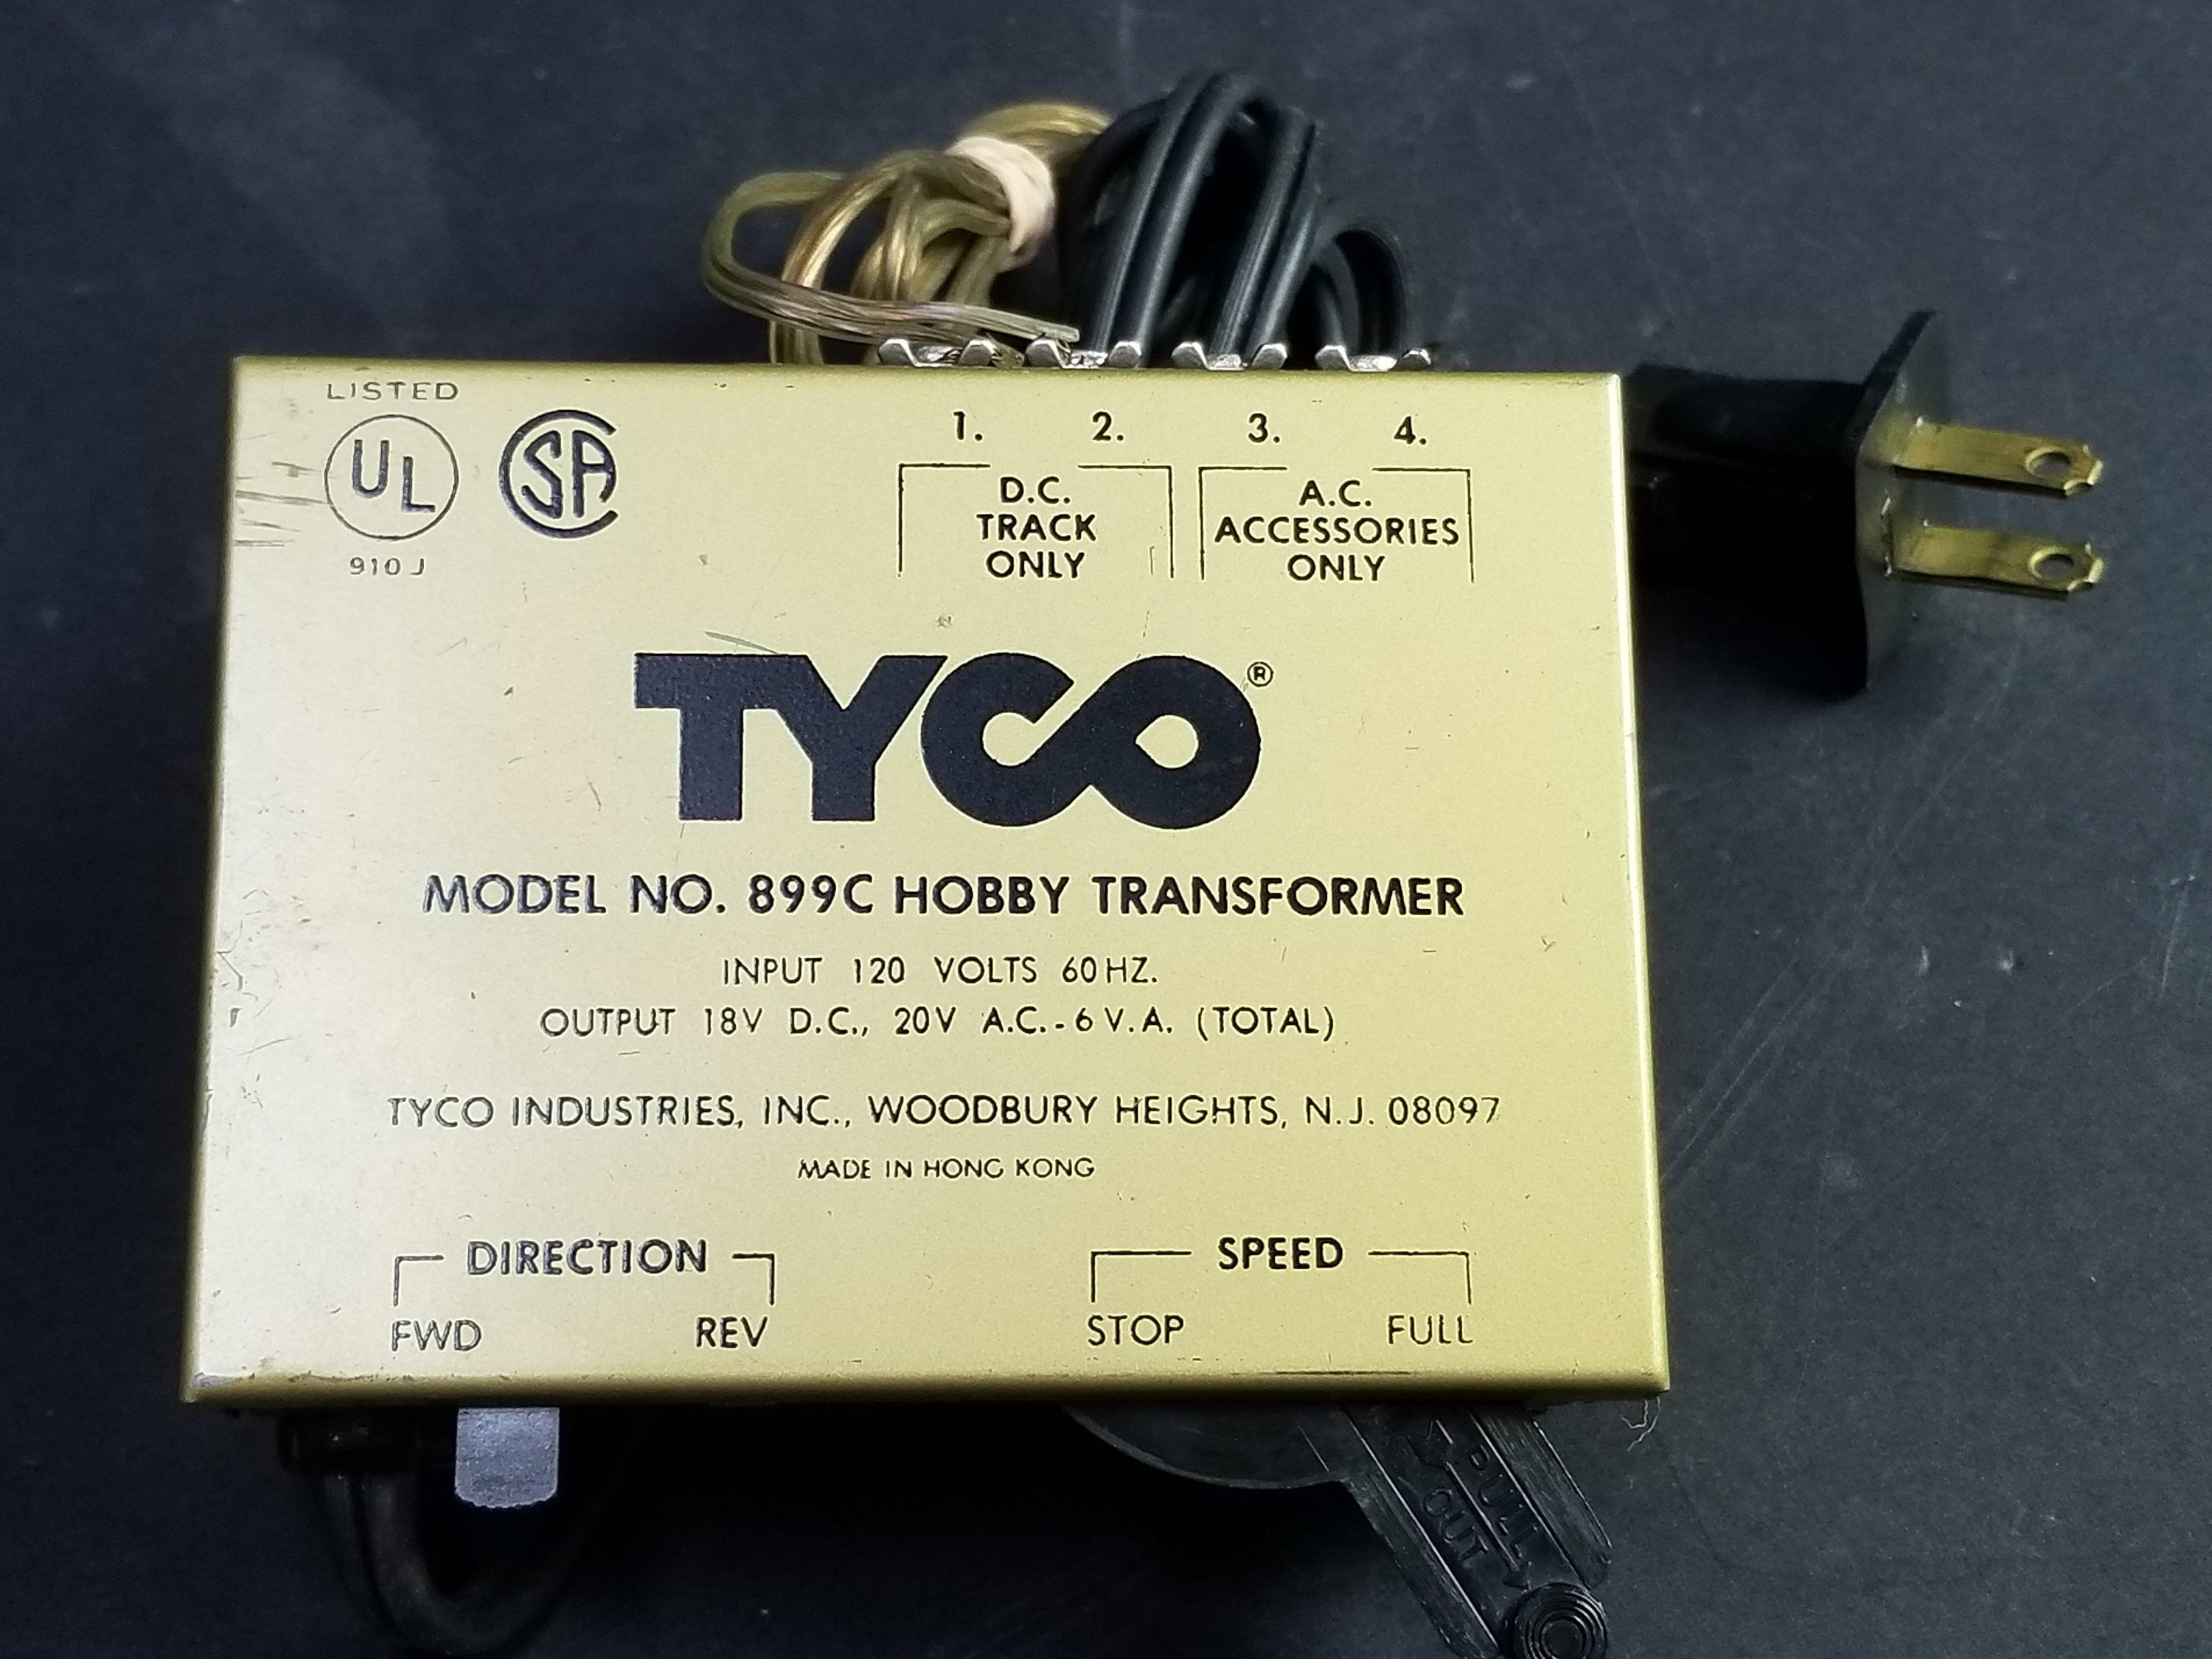 LISTED
UL
910J
SA
1. 2. 3. 4.
D.C.
TRACK
ONLY
A.C.
ACCESSORIES
ONLY
TYCO®
MODEL NO. 899C HOBBY TRANSFORMER
INPUT 120 VOLTS 60HZ.
OUTPUT 18V D.C., 20V A.C.-6 V.A. (TOTAL)
TYCO INDUSTRIES, INC., WOODBURY HEIGHTS, N.J. 08097
MADE IN HONG KONG
DIRECTION
FWD REV
SPEED
STOP FULL
PULL
OUT